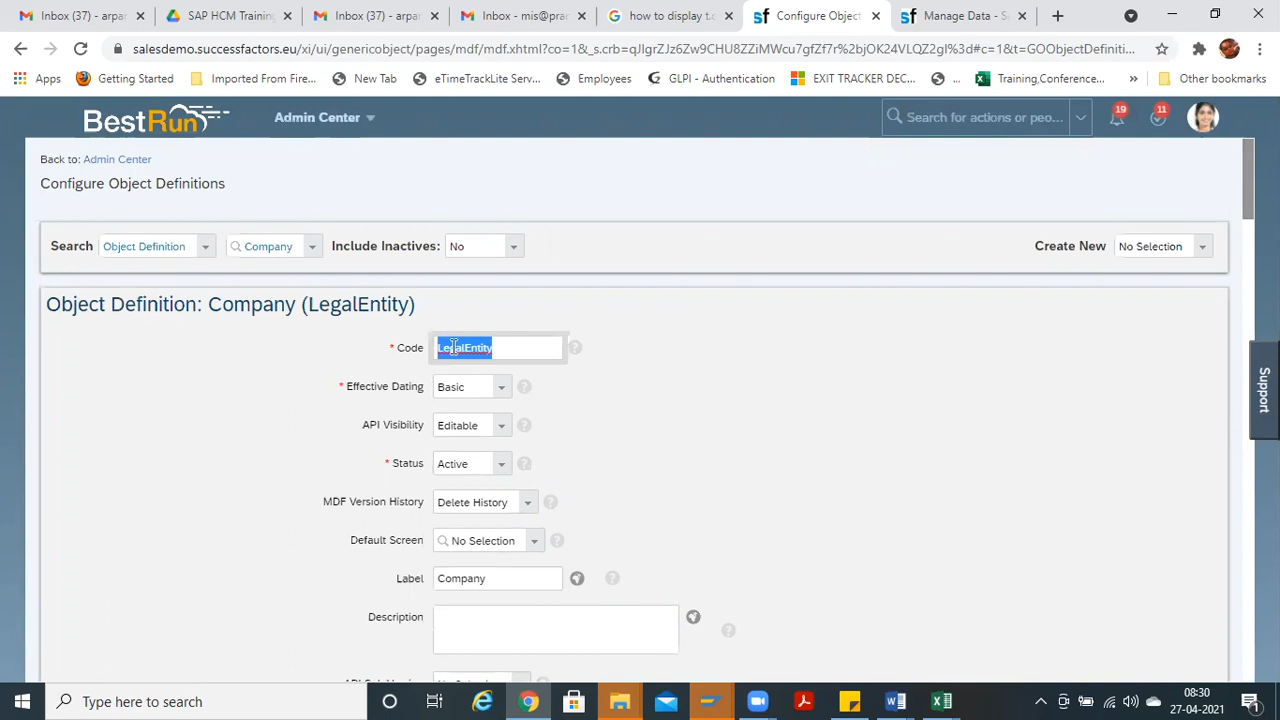 Inbox (37) - arpar
SAP HCM Training
Inbox (37) - arpa
Inbox - mis@pran
how to display t.c
Configure Object
Manage Data - S
salesdemo.successfactors.eu/xi/ui/genericobject/pages/mdf/mdf.xhtml?co=1&_s.crb=qJIgrZJz6Zw9CHU8ZZiMWcu7gfZf7r%2bjOK24VLQZ2gI%3d#c=1&t=GOObjectDefiniti...
Apps
Getting Started
Imported From Fire...
New Tab
eTimeTrackLite Serv...
Employees
GLPI - Authentication
EXIT TRACKER DEC...
...
Training,Conference...
»
Other bookmarks
BestRun
Admin Center
Search for actions or peo...
19
11
Back to: Admin Center
Configure Object Definitions
Search
Object Definition
Company
Include Inactives:
No
Create New
No Selection
Object Definition: Company (LegalEntity)
* Code
LegalEntity
* Effective Dating
Basic
API Visibility
Editable
* Status
Active
MDF Version History
Delete History
Default Screen
No Selection
Label
Company
Description
Support
Type here to search
08:30
27-04-2021
1